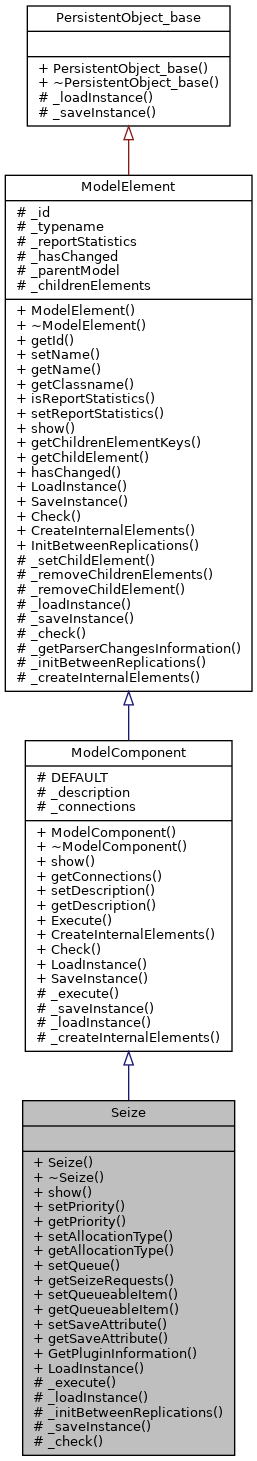 PersistentObject_base
+ PersistentObject_base()
+ ~PersistentObject_base()
# _loadInstance()
# _saveInstance()
ModelElement
# _id
# _typename
# _reportStatistics
# _hasChanged
# _parentModel
# _childrenElements
+ ModelElement()
+ ~ModelElement()
+ getId()
+ setName()
+ getName()
+ getClassname()
+ isReportStatistics()
+ setReportStatistics()
+ show()
+ getChildrenElementKeys()
+ getChildElement()
+ hasChanged()
+ LoadInstance()
+ SaveInstance()
+ Check()
+ CreateInternalElements()
+ InitBetweenReplications()
# _setChildElement()
# _removeChildrenElements()
# _removeChildElement()
# _loadInstance()
# _saveInstance()
# _check()
# _getParserChangesInformation()
# _initBetweenReplications()
# _createInternalElements()
ModelComponent
# DEFAULT
# _description
# _connections
+ ModelComponent()
+ ~ModelComponent()
+ show()
+ getConnections()
+ setDescription()
+ getDescription()
+ Execute()
+ CreateInternalElements()
+ Check()
+ LoadInstance()
+ SaveInstance()
# _execute()
# _saveInstance()
# _loadInstance()
# _createInternalElements()
Seize
+ Seize()
+ ~Seize()
+ show()
+ setPriority()
+ getPriority()
+ setAllocationType()
+ getAllocationType()
+ setQueue()
+ getSeizeRequests()
+ setQueueableItem()
+ getQueueableItem()
+ setSaveAttribute()
+ getSaveAttribute()
+ GetPluginInformation()
+ LoadInstance()
# _execute()
# _loadInstance()
# _initBetweenReplications()
# _saveInstance()
# _check()